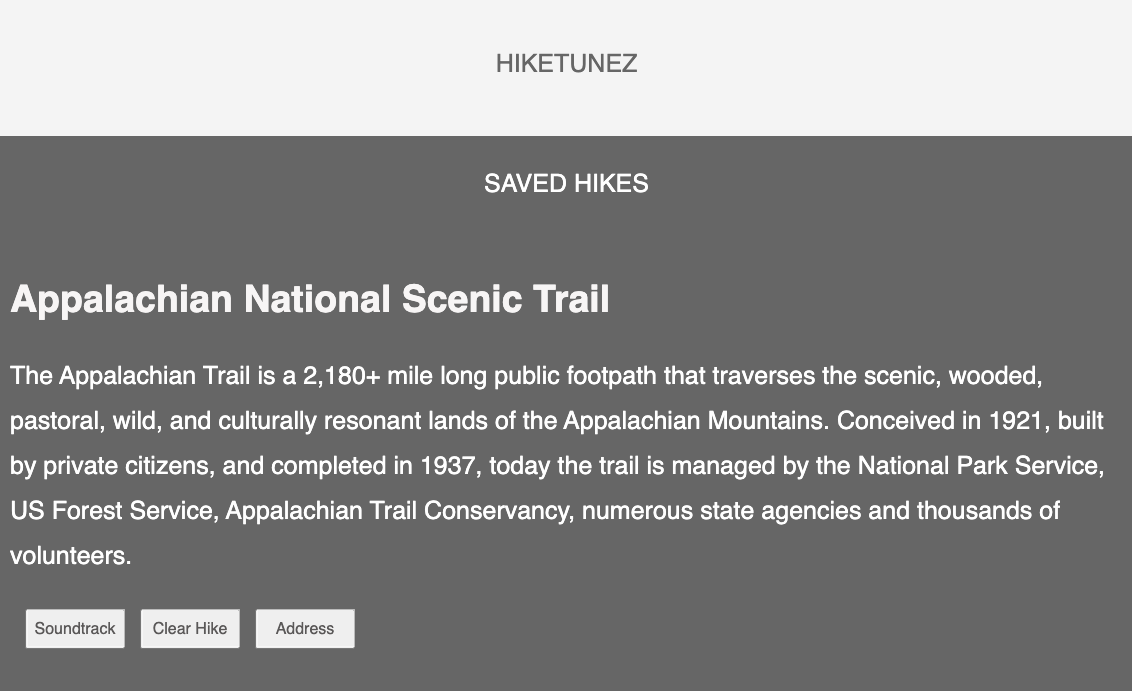 HIKETUNEZ
SAVED HIKES
Appalachian National Scenic Trail
The Appalachian Trail is a 2,180+ mile long public footpath that traverses the scenic, wooded,
pastoral, wild, and culturally resonant lands of the Appalachian Mountains. Conceived in 1921, built
by private citizens, and completed in 1937, today the trail is managed by the National Park Service,
US Forest Service, Appalachian Trail Conservancy, numerous state agencies and thousands of
volunteers.
Soundtrack Clear Hike Address